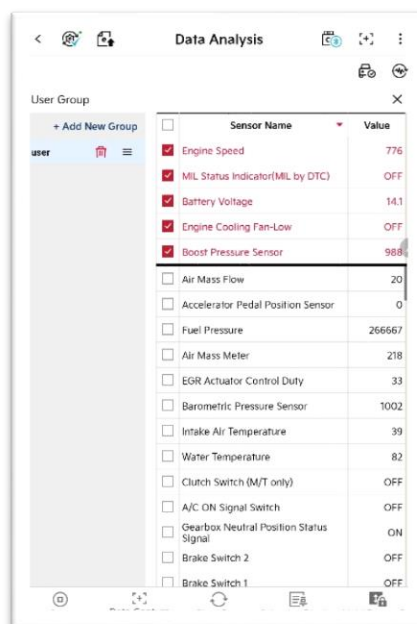 Data Analysis
User Group
+ Add New Group
Sensor Name Value
user
Engine Speed 776
MIL Status Indicator(MIL by DTC) OFF
Battery Voltage 14.1
Engine Cooling Fan-Low OFF
Boost Pressure Sensor 988
Air Mass Flow 20
Accelerator Pedal Position Sensor 0
Fuel Pressure 266667
Air Mass Meter 218
EGR Actuator Control Duty 33
Barometric Pressure Sensor 1002
Intake Air Temperature 39
Water Temperature 82
Clutch Switch (M/T only) OFF
A/C ON Signal Switch OFF
Gearbox Neutral Position Status
Signal ON
Brake Switch 2 OFF
Brake Switch 1 OFF